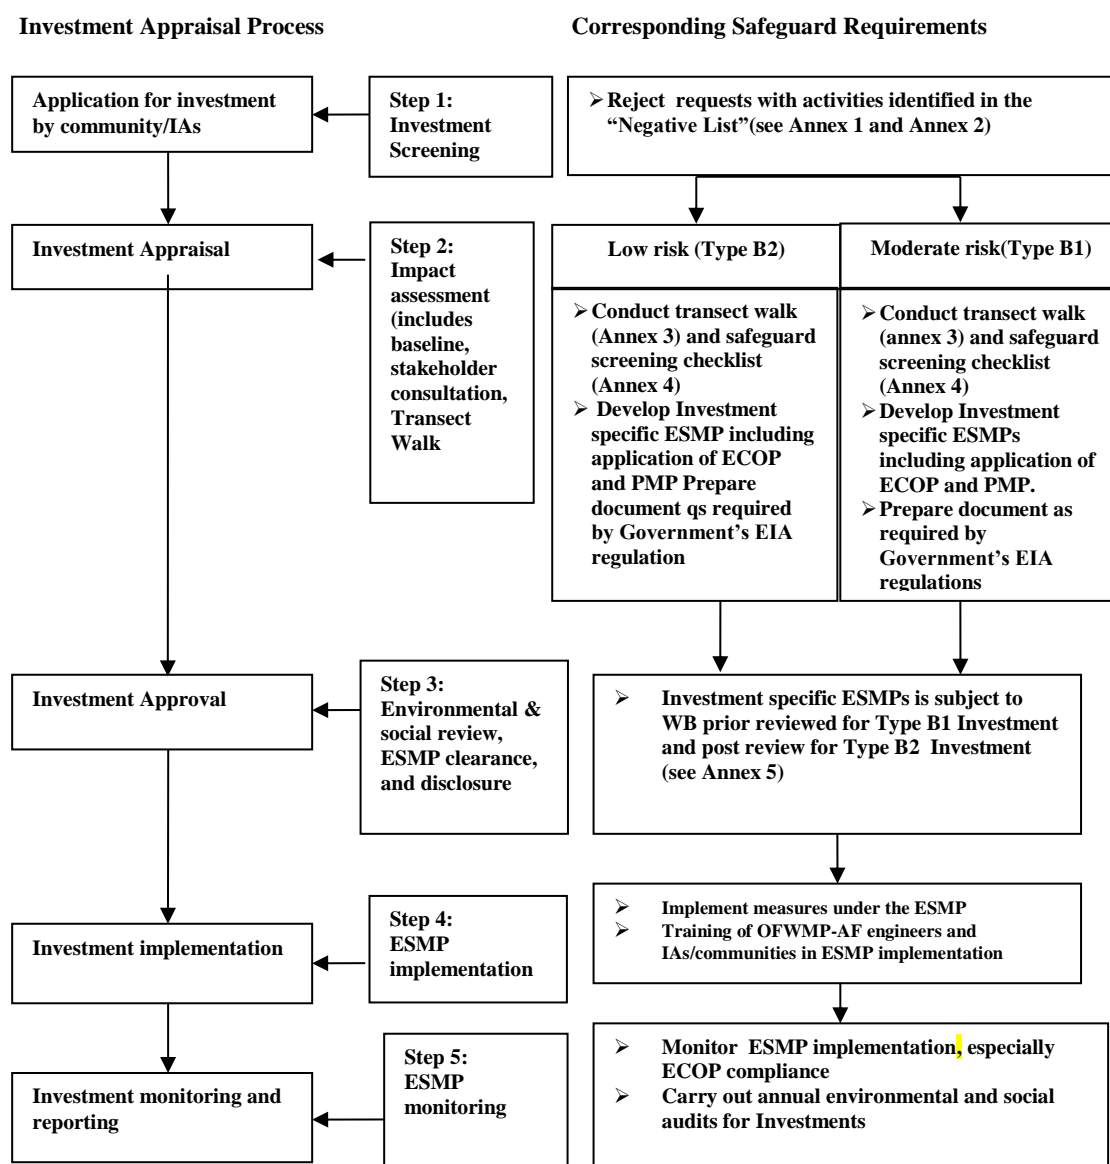 Investment Appraisal Process
Corresponding Safeguard Requirements
Application for investment
by community/IAs
Step 1:
Investment
Screening
➢ Reject requests with activities identified in the
“Negative List”(see Annex 1 and Annex 2)
Investment Appraisal
Step 2:
Impact
assessment
(includes
baseline,
stakeholder
consultation,
Transect
Walk
Low risk (Type B2)
➢ Conduct transect walk
(Annex 3) and safeguard
screening checklist
(Annex 4)
➢ Develop Investment
specific ESMP including
application of ECOP
and PMP Prepare
document qs required
by Government’s EIA
regulation
Moderate risk(Type B1)
➢ Conduct transect walk
(annex 3) and safeguard
screening checklist
(Annex 4)
➢ Develop Investment
specific ESMPs
including application of
ECOP and PMP.
➢ Prepare document as
required by
Government’s EIA
regulations
Investment Approval
Step 3:
Environmental &
social review,
ESMP clearance,
and disclosure
➢ Investment specific ESMPs is subject to
WB prior reviewed for Type B1 Investment
and post review for Type B2 Investment
(see Annex 5)
Investment implementation
Step 4:
ESMP
implementation
➢ Implement measures under the ESMP
➢ Training of OFWMP-AF engineers and
IAs/communities in ESMP implementation
Investment monitoring and
reporting
Step 5:
ESMP
monitoring
➢ Monitor ESMP implementation, especially
ECOP compliance
➢ Carry out annual environmental and social
audits for Investments